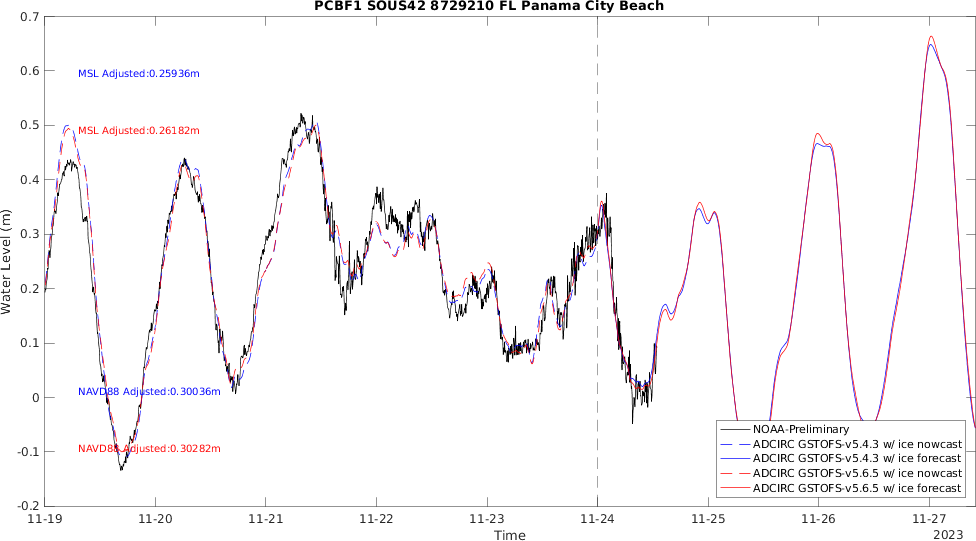 PCBF1 SOUS42 8729210 FL Panama City Beach
0.7
0.6
0.5
0.4
0.3
0.2
0.1
0
-0.1
-0.2
Water Level (m)
MSL Adjusted:0.25936m
MSL Adjusted:0.26182m
NAVD88 Adjusted:0.30036m
NAVD88 Adjusted:0.30282m
NOAA-Preliminary
ADCIRC GSTOFS-v5.4.3 w/ ice nowcast
ADCIRC GSTOFS-v5.4.3 w/ ice forecast
ADCIRC GSTOFS-v5.6.5 w/ ice nowcast
ADCIRC GSTOFS-v5.6.5 w/ ice forecast
11-19 11-20 11-21 11-22 11-23 11-24 11-25 11-26 11-27
Time
2023